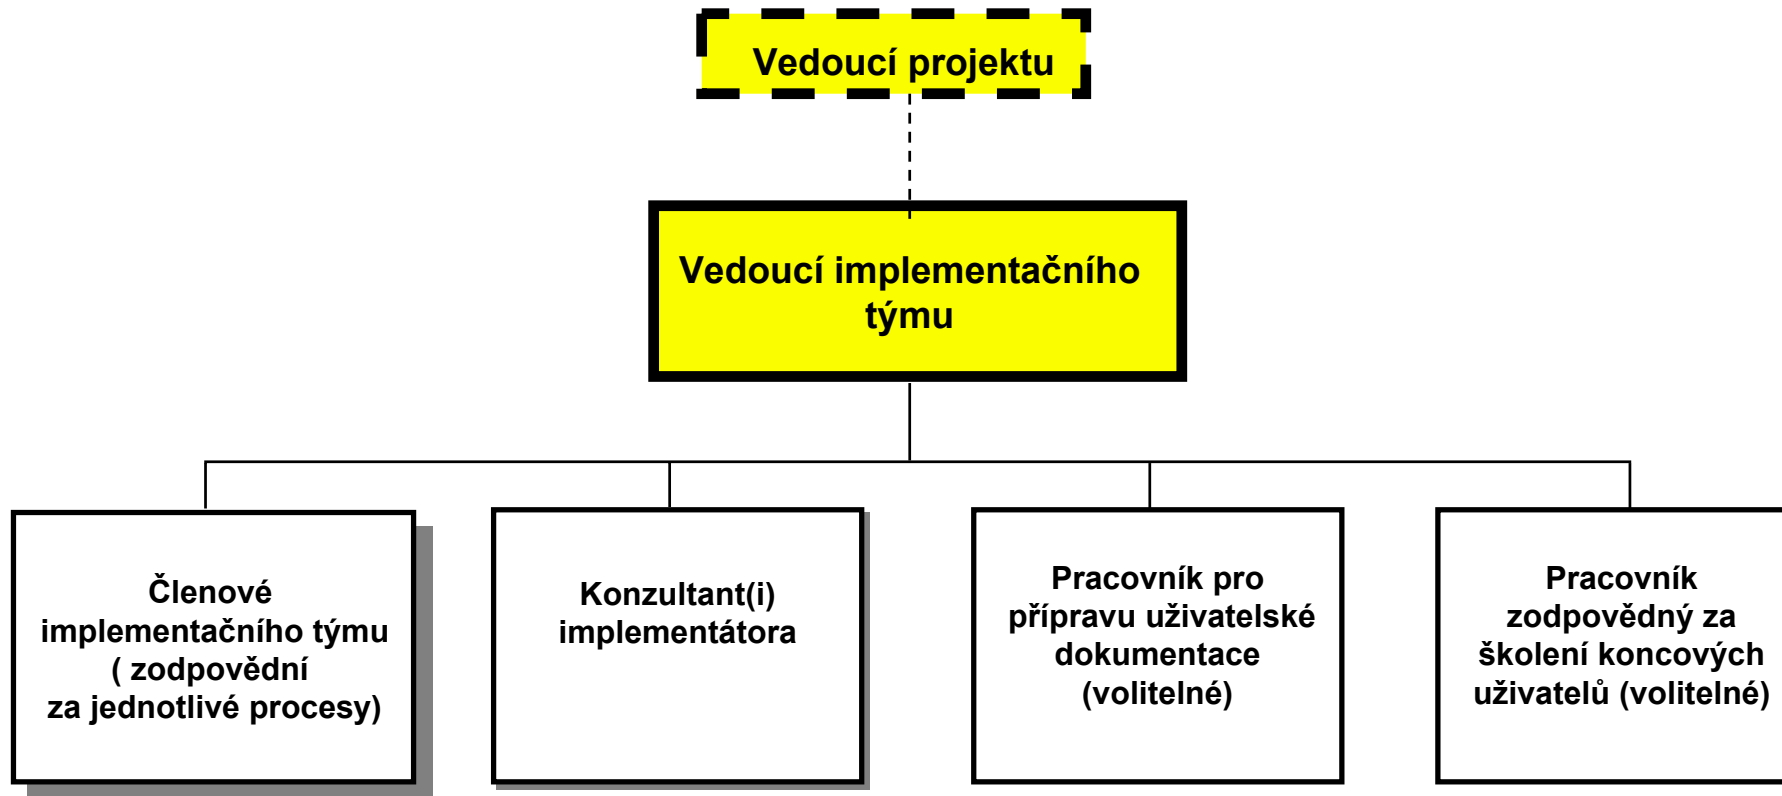 Vedoucí projektu
Vedoucí implementačního
týmu
Členové
implementačního týmu
( zodpovědní
za jednotlivé procesy)
Konzultant(i)
implementátora
Pracovník pro
přípravu uživatelské
dokumentace
(volitelné)
Pracovník
zodpovědný za
školení koncových
uživatelů (volitelné)